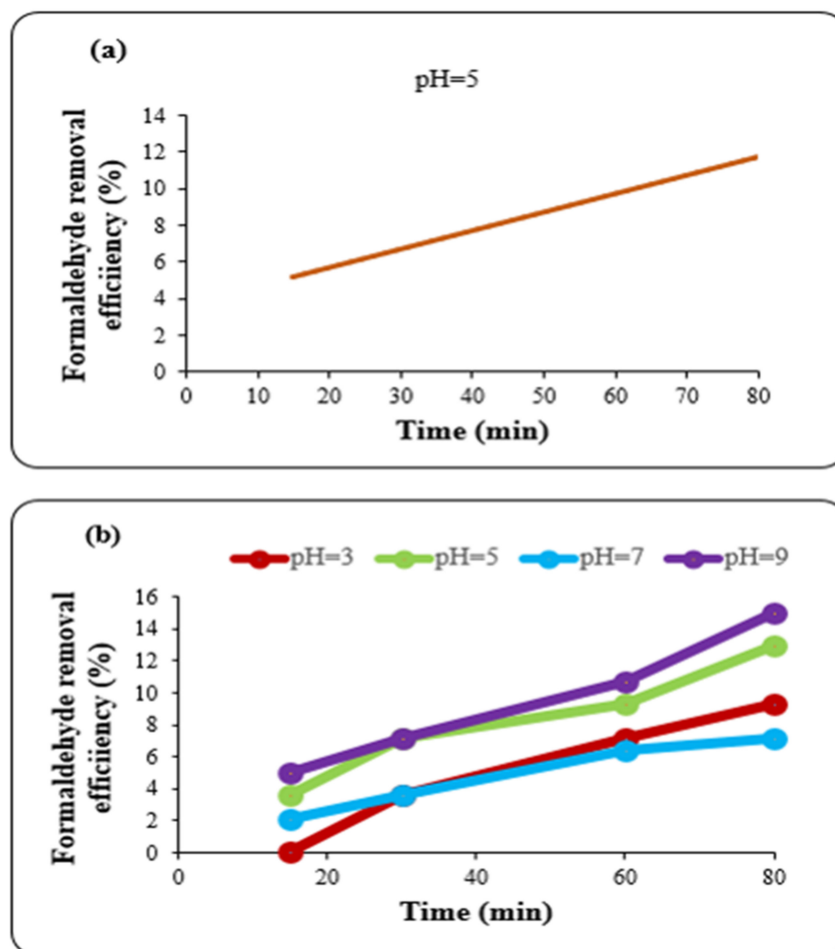 (a)
pH=5
Formaldehyde removal
efficiiency (%)
14
12
10
8
6
4
2
0
0 10 20 30 40 50 60 70 80
Time (min)
(b)
pH=3 pH=5 pH=7 pH=9
Formaldehyde removal
efficiiency (%)
16
14
12
10
8
6
4
2
0
0 20 40 60 80
Time (min)